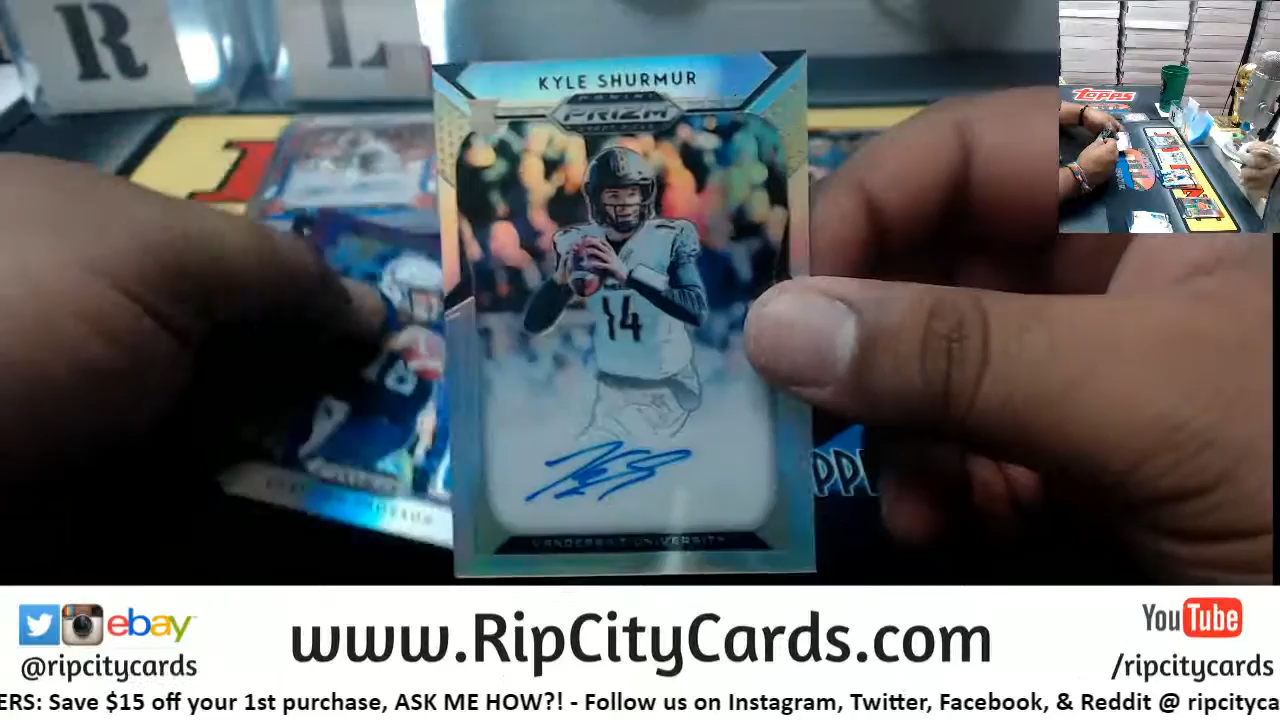 R L
KYLE SHURMUR
PANINI
PRIZM
14
VANDERBILT UNIVERSITY
topps
ebay
@ripcitycards
www.RipCityCards.com
YouTube
/ripcitycards
ERS: Save $15 off your 1st purchase, ASK ME HOW?! - Follow us on Instagram, Twitter, Facebook, & Reddit @ ripcityca